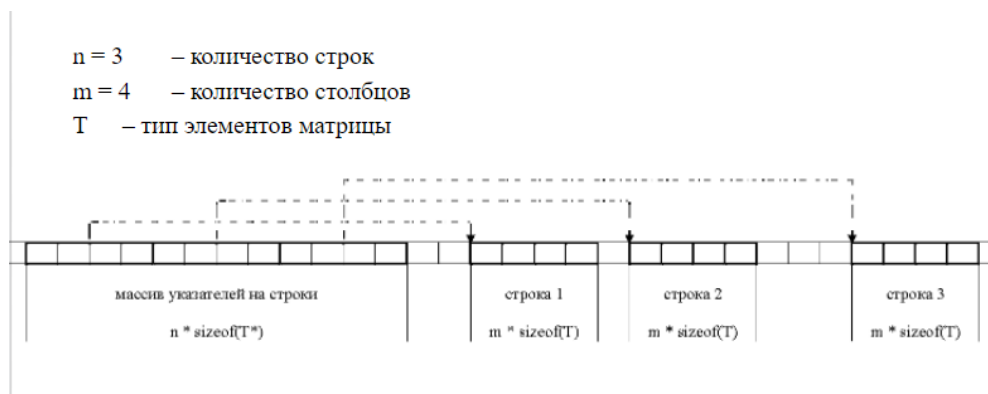 n = 3 – количество строк
m = 4 – количество столбцов
T – тип элементов матрицы
массив указателей на строки
строка 1
строка 2
строка 3
n * sizeof(T*)
m * sizeof(T)
m * sizeof(T)
m * sizeof(T)